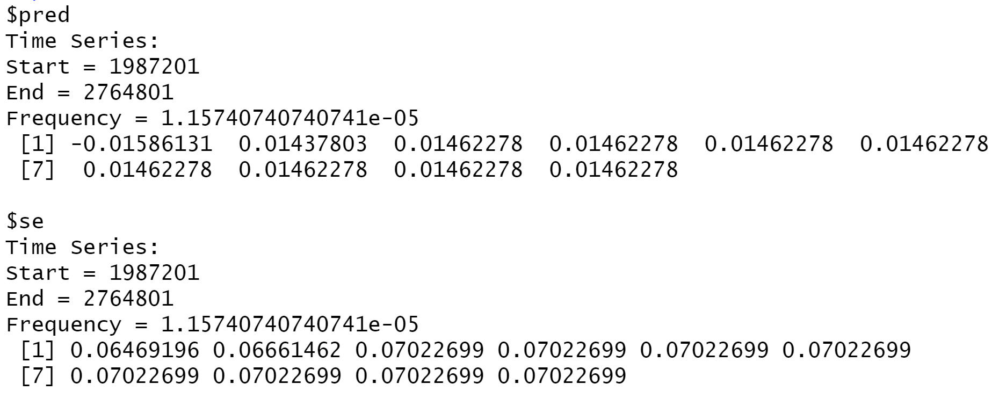 $pred
Time Series:
Start = 1987201
End = 2764801
Frequency = 1.15740740740741e-05
 [1] -0.01586131  0.01437803  0.01462278  0.01462278  0.01462278  0.01462278
 [7]  0.01462278  0.01462278  0.01462278  0.01462278

$se
Time Series:
Start = 1987201
End = 2764801
Frequency = 1.15740740740741e-05
 [1] 0.06469196 0.06661462 0.07022699 0.07022699 0.07022699 0.07022699
 [7] 0.07022699 0.07022699 0.07022699 0.07022699